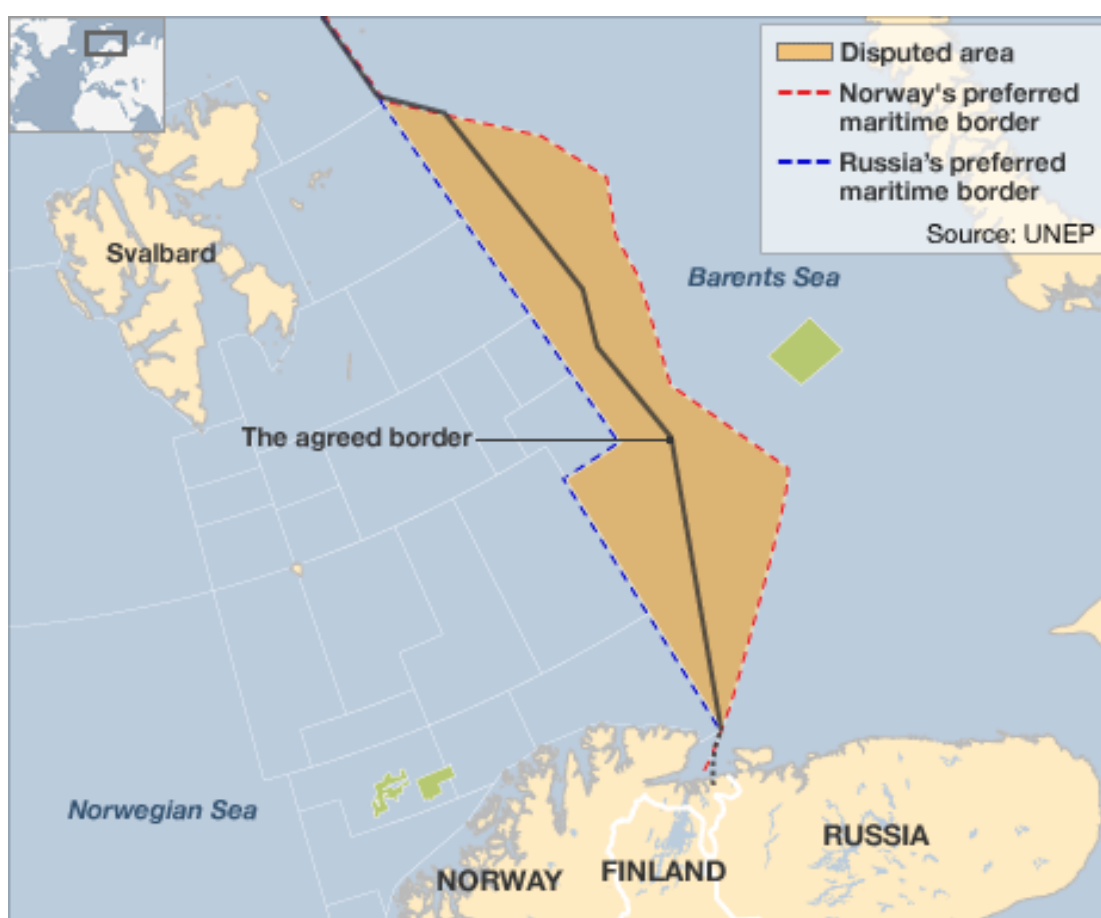 Disputed area
Norway's preferred
maritime border
Russia's preferred
maritime border
Source: UNEP
Svalbard
Barents Sea
The agreed border
Norwegian Sea
NORWAY
FINLAND
RUSSIA